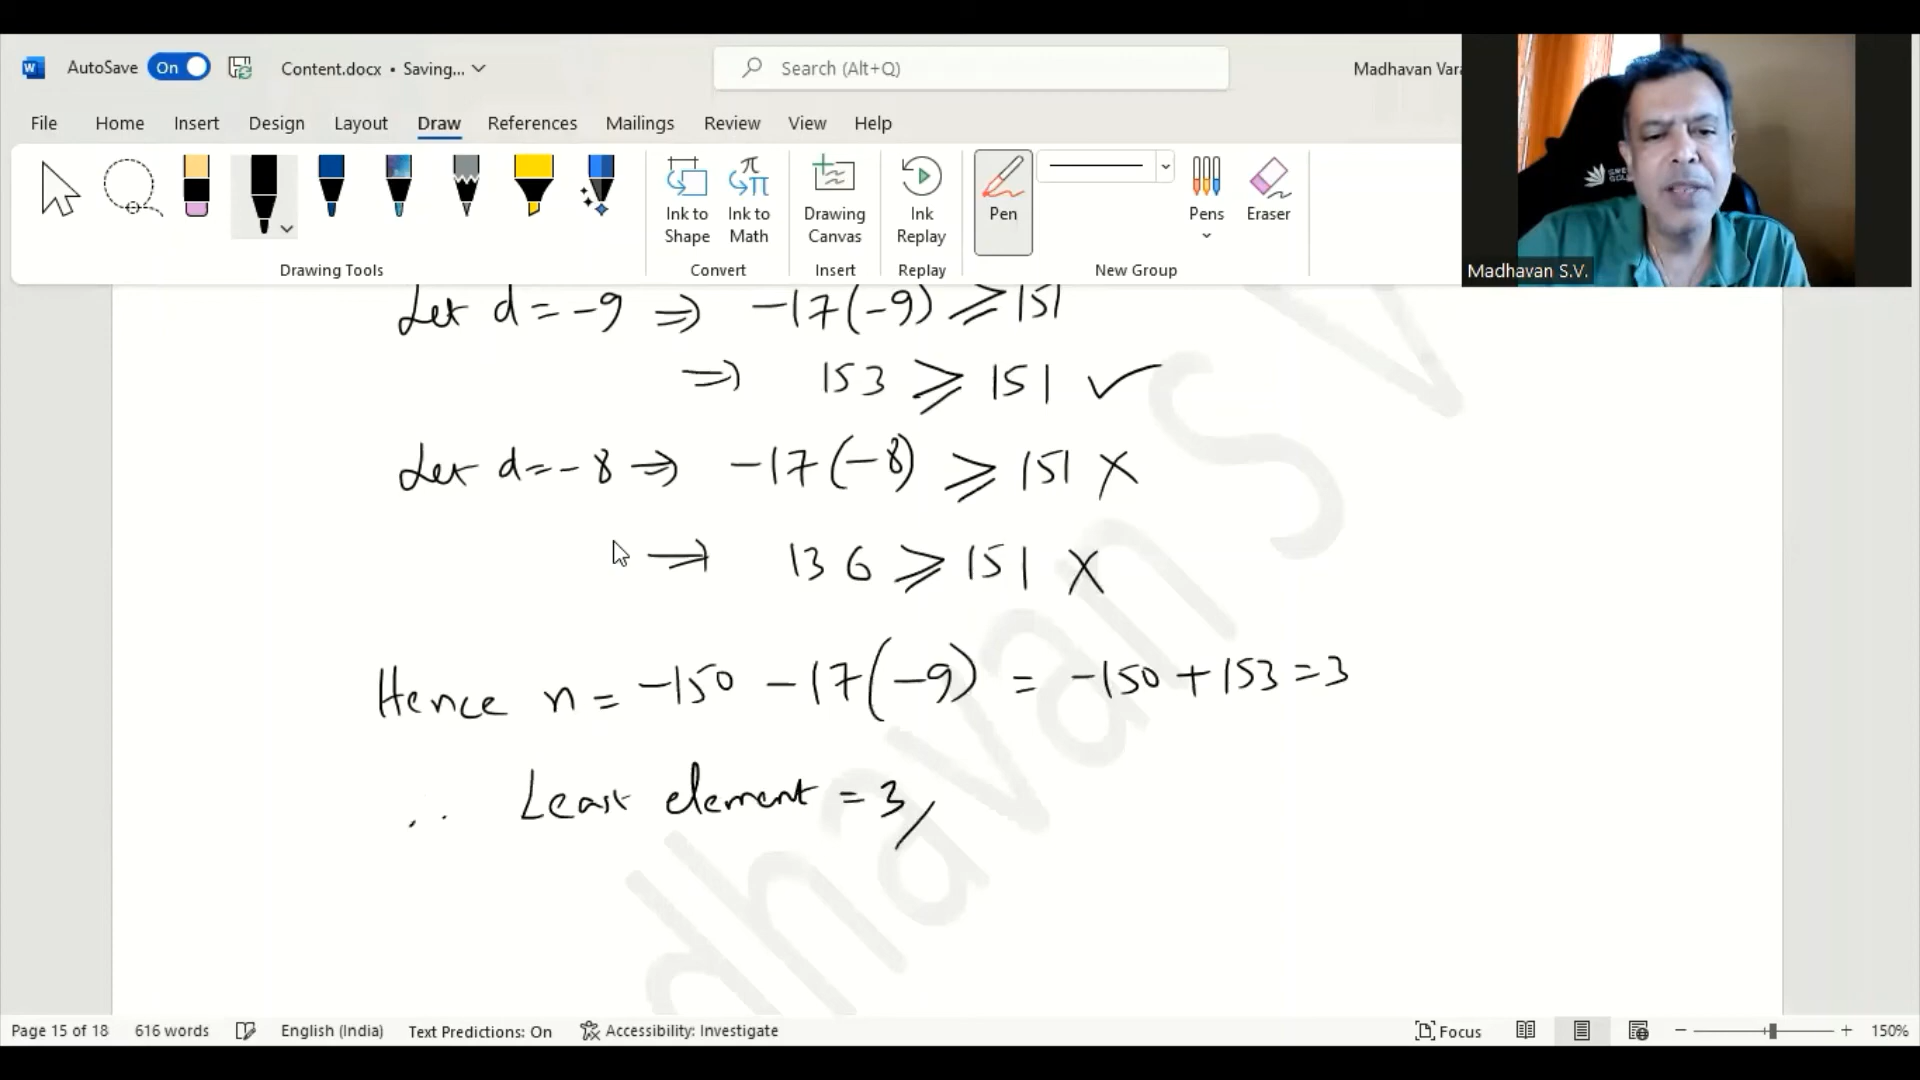 AutoSave On Content.docx • Saving... Search (Alt+Q) Madhavan Vara
File Home Insert Design Layout Draw References Mailings Review View Help
Ink to Shape
Ink to Math
Drawing Canvas
Ink Replay
Pen
Pens
Eraser
Drawing Tools Convert Insert Replay New Group
Madhavan S.V.
Let d = -9 ⇒ -17(-9) ⩾ 151
⇒ 153 ⩾ 151 ✓
Let d = -8 ⇒ -17(-8) ⩾ 151 X
⇒ 136 ⩾ 151 X
Hence n = -150 - 17(-9) = -150 + 153 = 3
∴ Least element = 3/
dhavan S V
Page 15 of 18 616 words English (India) Text Predictions: On Accessibility: Investigate Focus 150%